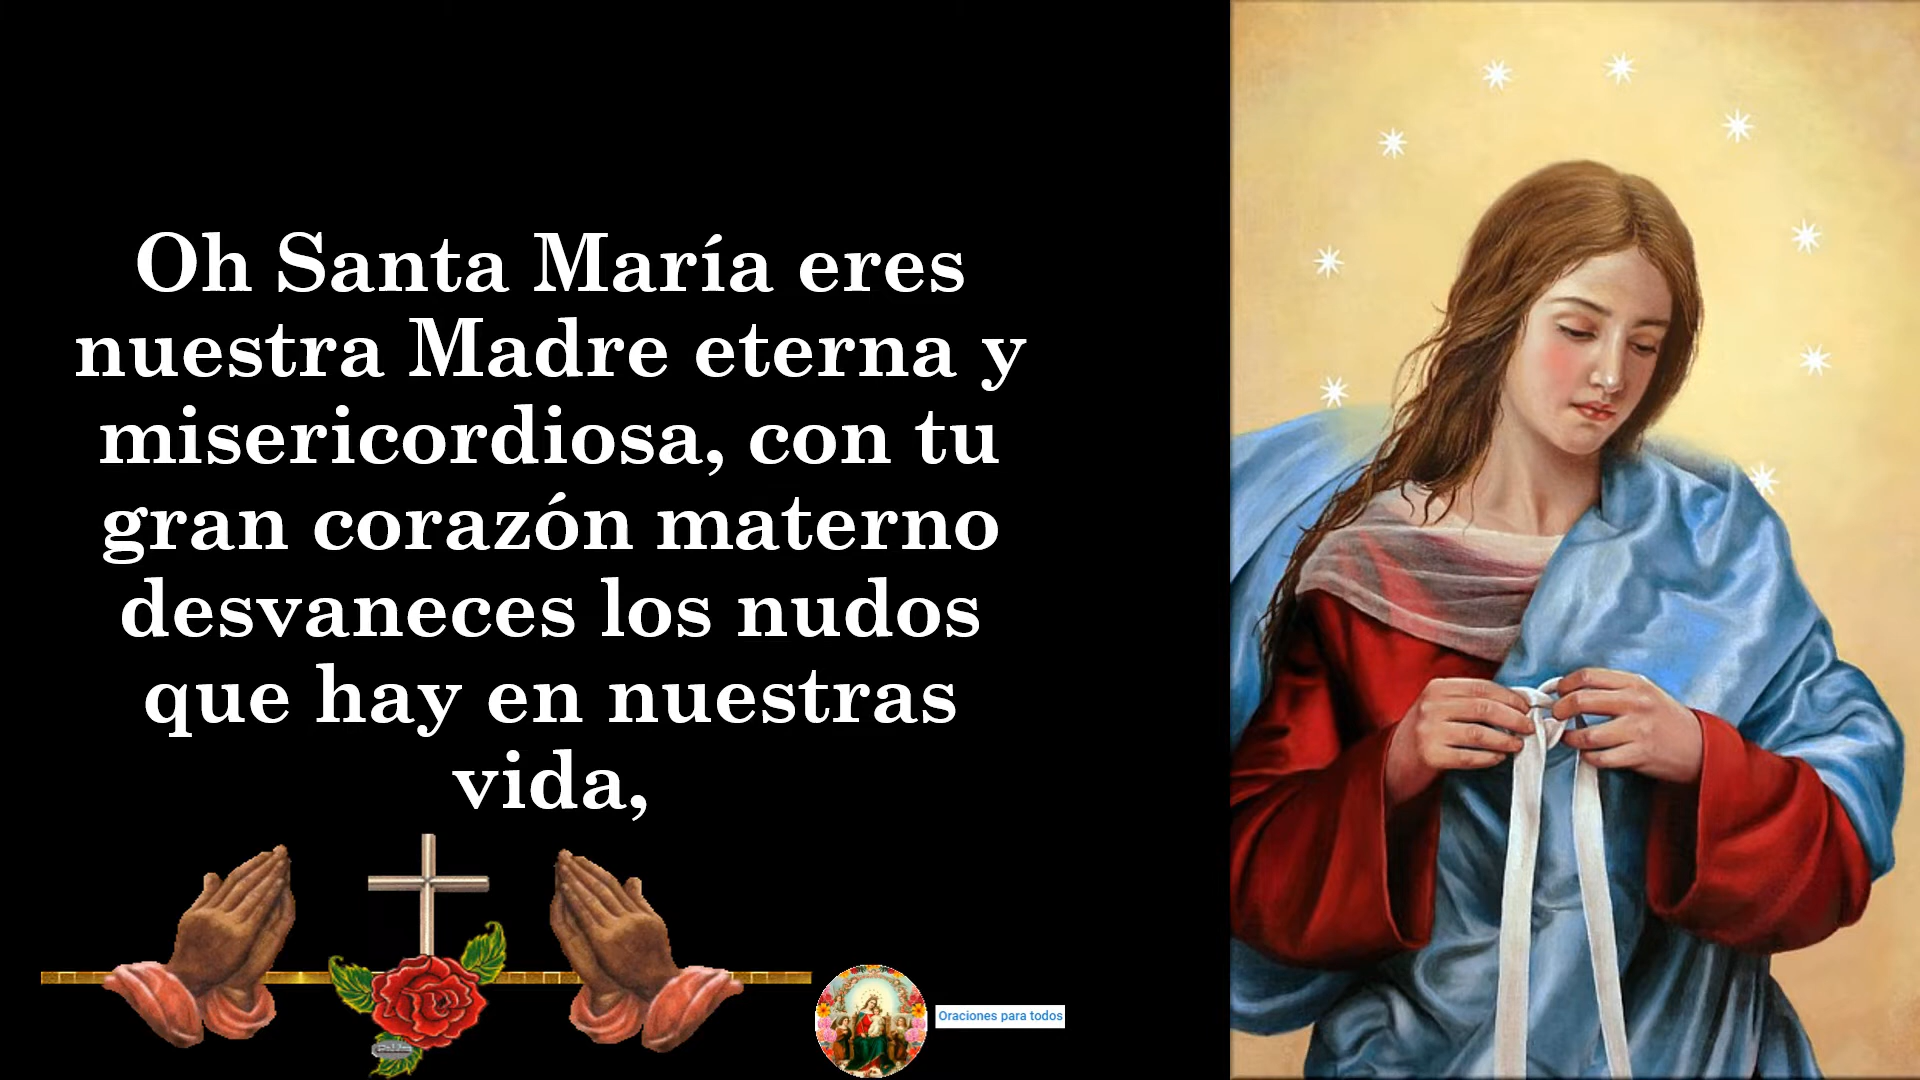 Oh Santa María eres
nuestra Madre eterna y
misericordiosa, con tu
gran corazón materno
desvaneces los nudos
que hay en nuestras
vida,
Oraciones para todos